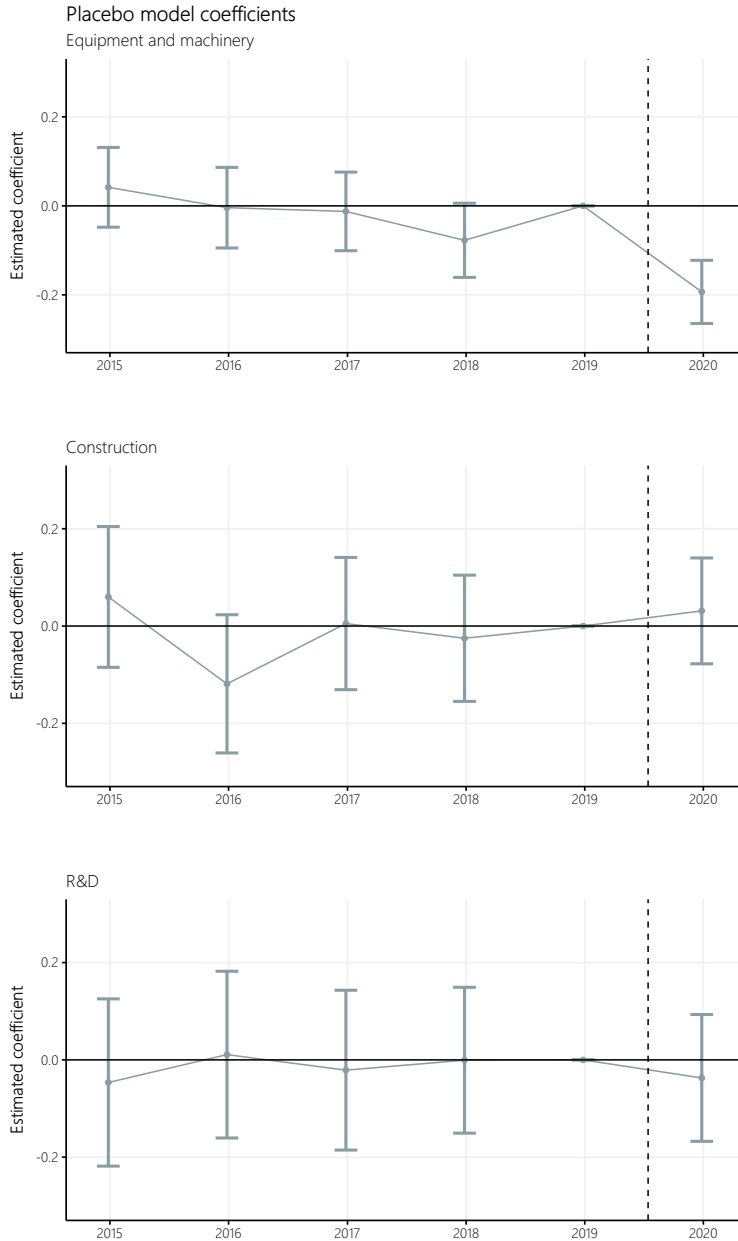 Placebo model coefficients
Equipment and machinery
Estimated coefficient
0.2
0.0
-0.2
2015 2016 2017 2018 2019 2020
Construction
Estimated coefficient
0.2
0.0
-0.2
2015 2016 2017 2018 2019 2020
R&D
Estimated coefficient
0.2
0.0
-0.2
2015 2016 2017 2018 2019 2020